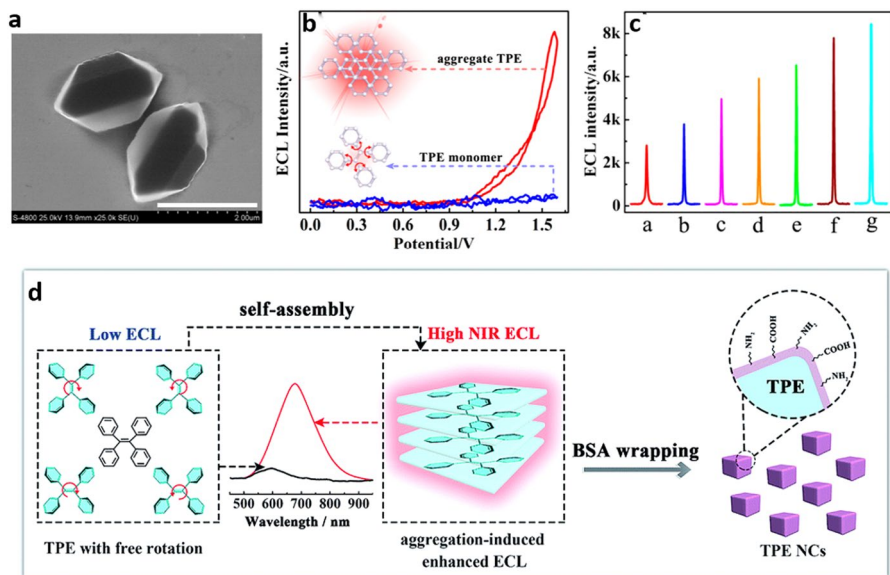 a
S-4800 25.0kV 13.9mm x25.0k SE(U)
2.00um
b
ECL Intensity/a.u.
aggregate TPE
TPE monomer
0.0 0.3 0.6 0.9 1.2 1.5
Potential/V
c
ECL intensity/a.u.
8k
6k
4k
2k
0
a b c d e f g
d
self-assembly
Low ECL
High NIR ECL
500 600 700 800 900
Wavelength / nm
TPE with free rotation
aggregation-induced
enhanced ECL
BSA wrapping
NH2
COOH
NH2
COOH
NH2
TPE
TPE NCs